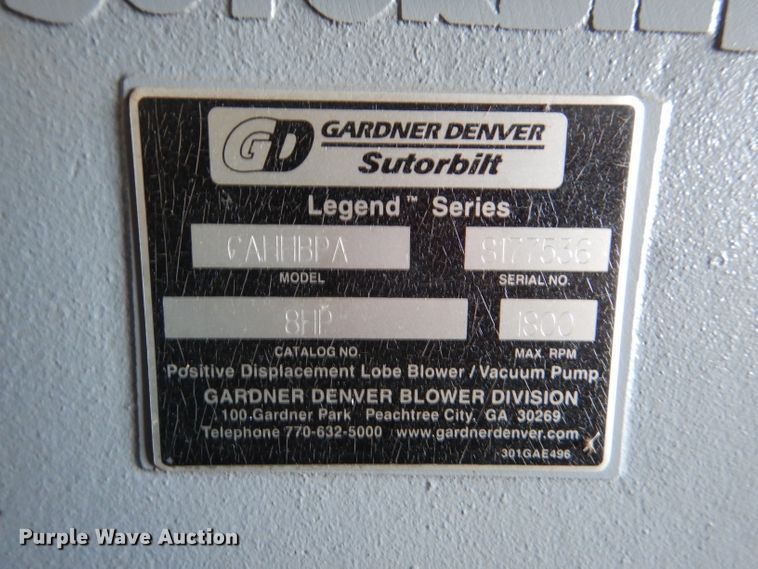 GD GARDNER DENVER
Sutorbilt
Legend™ Series
GAHHBPA S177536
MODEL SERIAL NO.
8HP 1800
CATALOG NO. MAX. RPM
Positive Displacement Lobe Blower / Vacuum Pump
GARDNER DENVER BLOWER DIVISION
100 Gardner Park Peachtree City, GA 30269
Telephone 770-632-5000 www.gardnerdenver.com
301GAE496
Purple Wave Auction